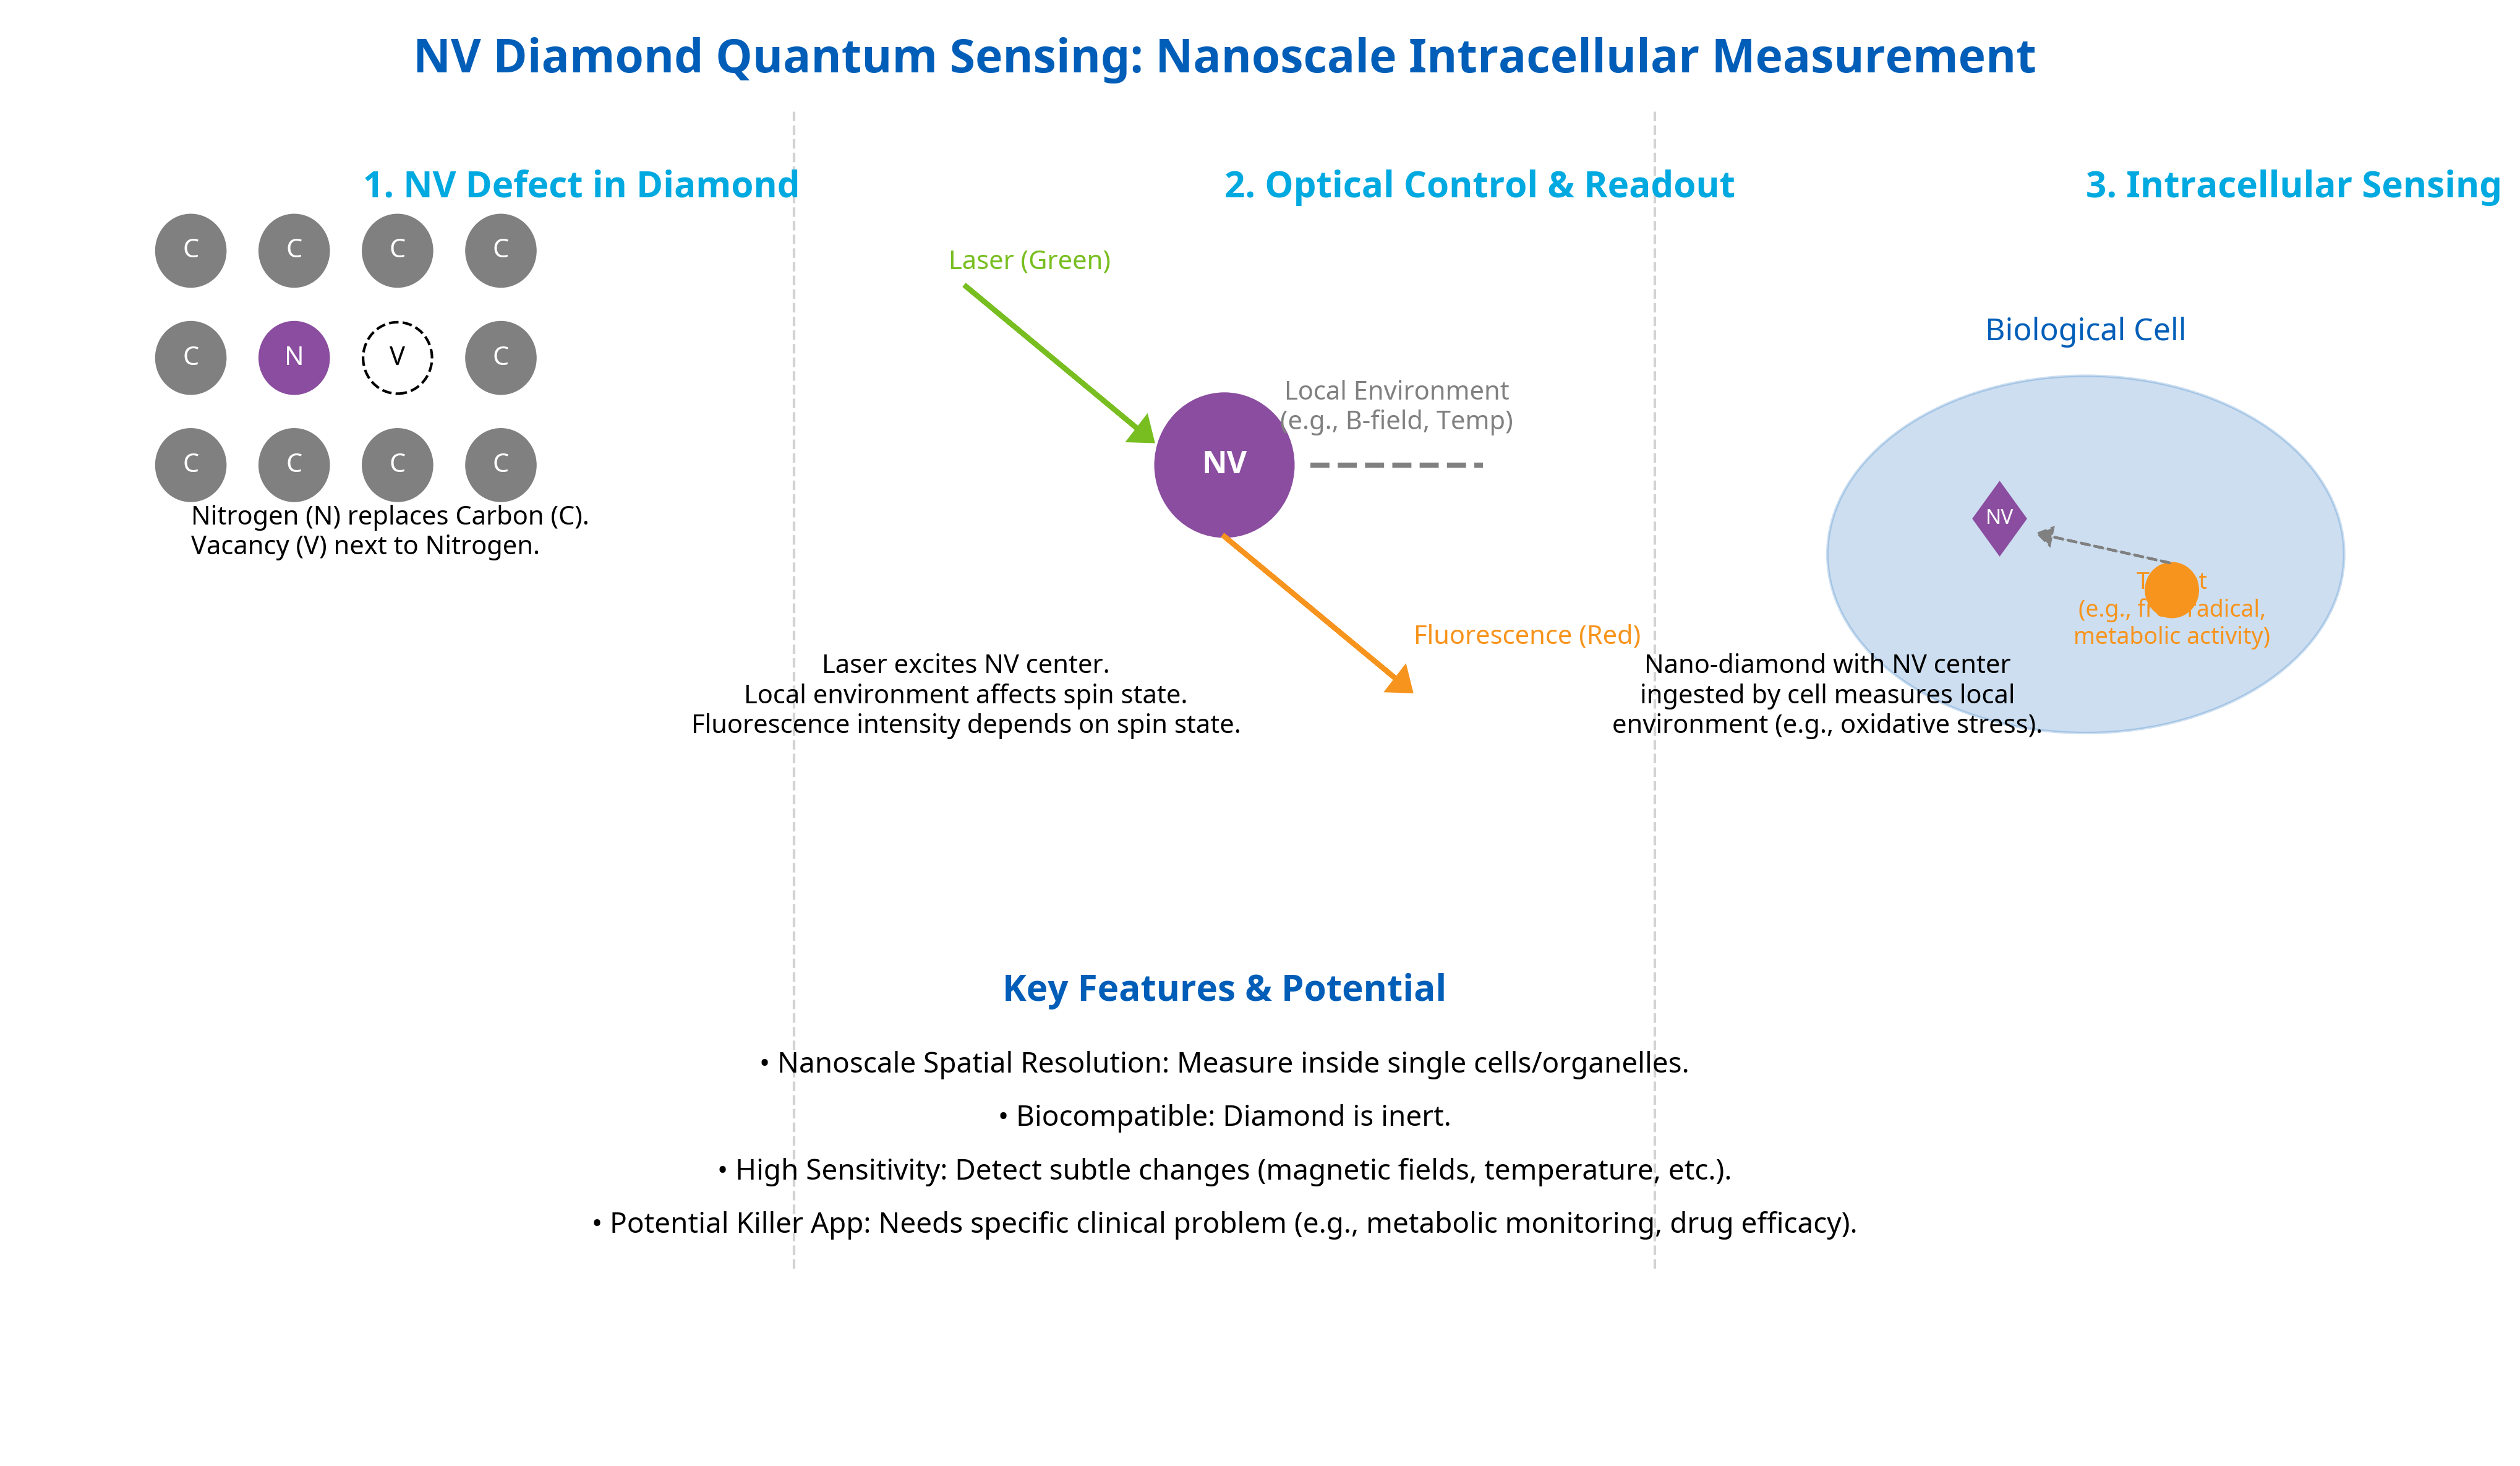 NV Diamond Quantum Sensing: Nanoscale Intracellular Measurement
1. NV Defect in Diamond
C C C C
C N V C
C C C C
Nitrogen (N) replaces Carbon (C).
Vacancy (V) next to Nitrogen.
2. Optical Control & Readout
Laser (Green)
Local Environment
(e.g., B-field, Temp)
NV
Fluorescence (Red)
Laser excites NV center.
Local environment affects spin state.
Fluorescence intensity depends on spin state.
3. Intracellular Sensing
Biological Cell
NV
(e.g., radical,
metabolic activity)
Nano-diamond with NV center
ingested by cell measures local
environment (e.g., oxidative stress).
Key Features & Potential
• Nanoscale Spatial Resolution: Measure inside single cells/organelles.
• Biocompatible: Diamond is inert.
• High Sensitivity: Detect subtle changes (magnetic fields, temperature, etc.).
• Potential Killer App: Needs specific clinical problem (e.g., metabolic monitoring, drug efficacy).